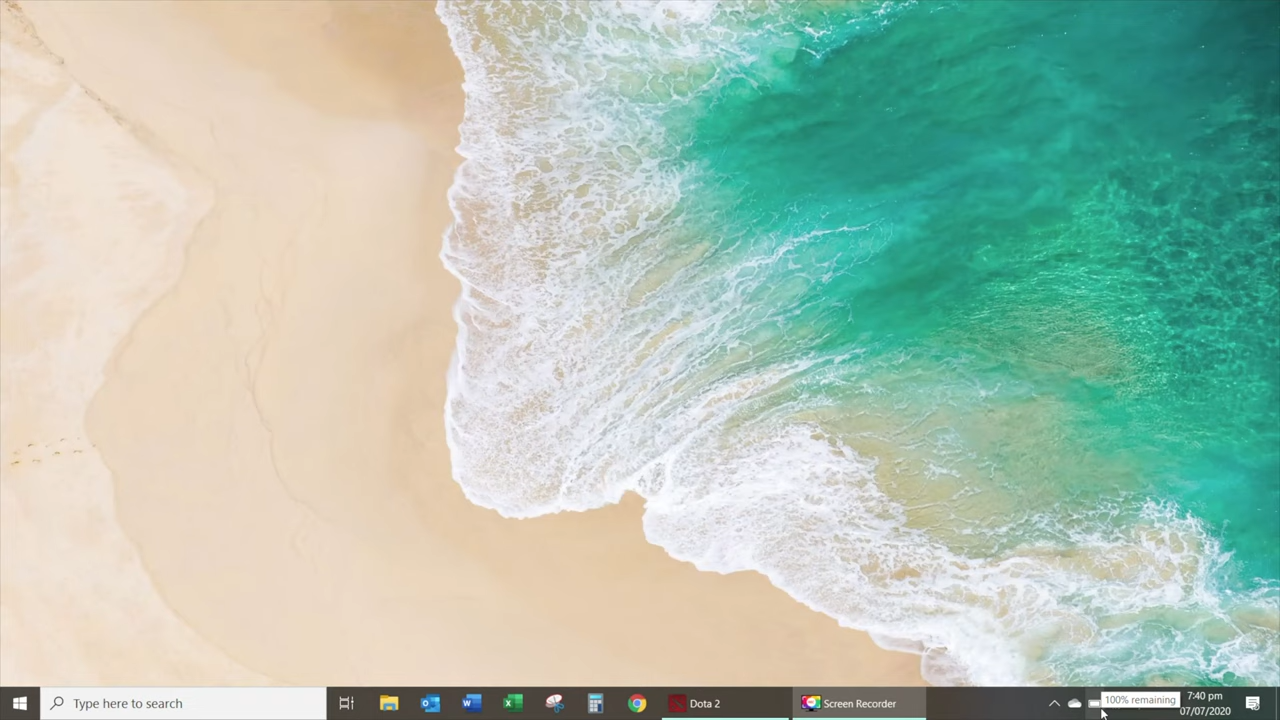 Type here to search
Dota 2
Screen Recorder
100% remaining
7:40 pm
07/07/2020